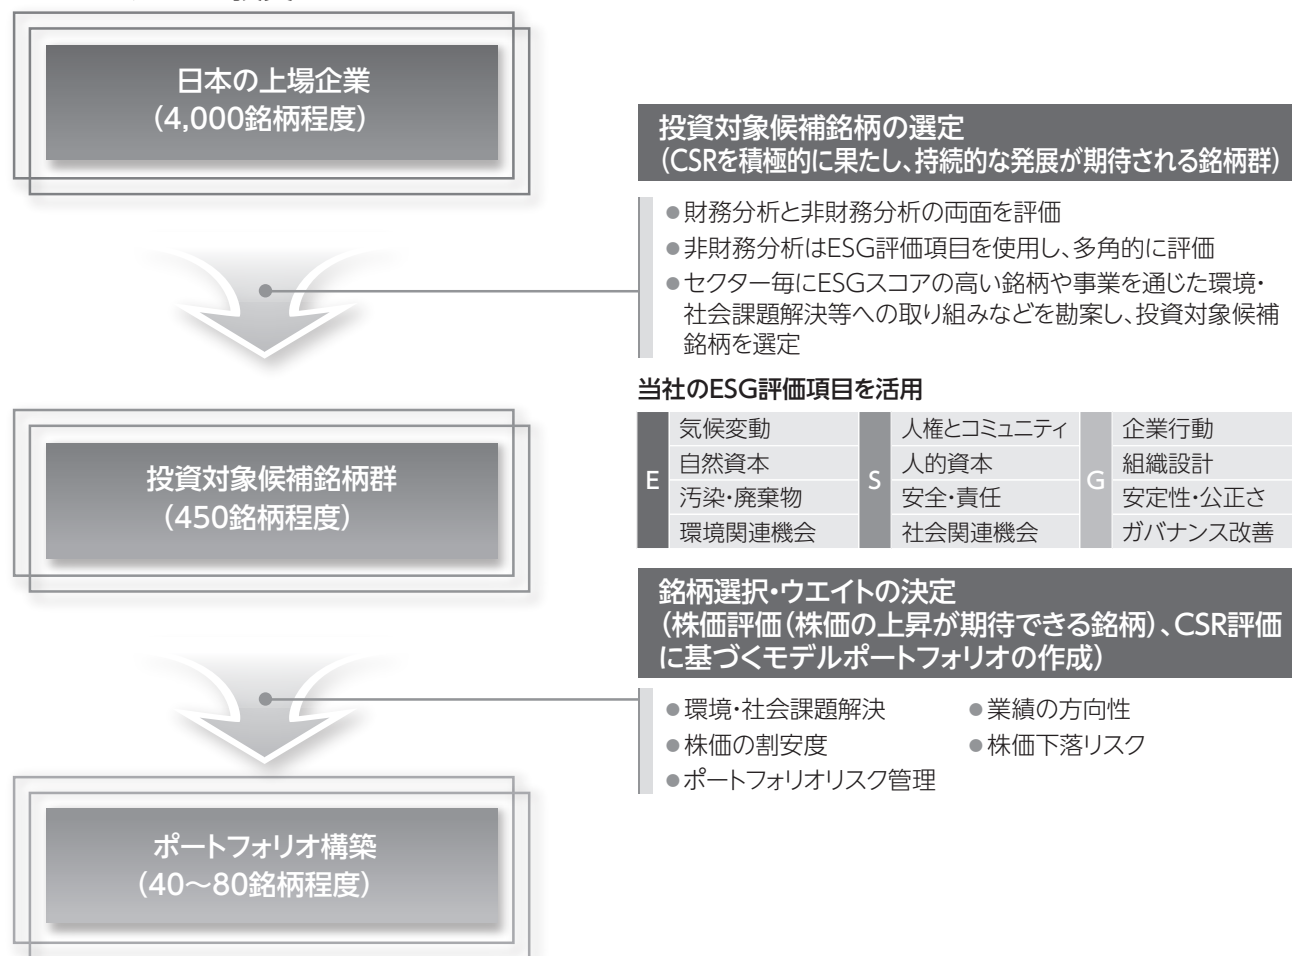 日本の上場企業
（4,000銘柄程度）
投資対象候補銘柄の選定
（CSRを積極的に果たし、持続的な発展が期待される銘柄群）
●財務分析と非財務分析の両面を評価
●非財務分析はESG評価項目を使用し、多角的に評価
●セクター毎にESGスコアの高い銘柄や事業を通じた環境・
社会課題解決等への取り組みなどを勘案し、投資対象候補
銘柄を選定
当社のESG評価項目を活用
E
気候変動
自然資本
汚染・廃棄物
環境関連機会
S
人権とコミュニティ
人的資本
安全・責任
社会関連機会
G
企業行動
組織設計
安定性・公正さ
ガバナンス改善
投資対象候補銘柄群
（450銘柄程度）
銘柄選択・ウエイトの決定
（株価評価（株価の上昇が期待できる銘柄）、CSR評価
に基づくモデルポートフォリオの作成）
●環境・社会課題解決
●業績の方向性
●株価の割安度
●株価下落リスク
●ポートフォリオリスク管理
ポートフォリオ構築
（40～80銘柄程度）